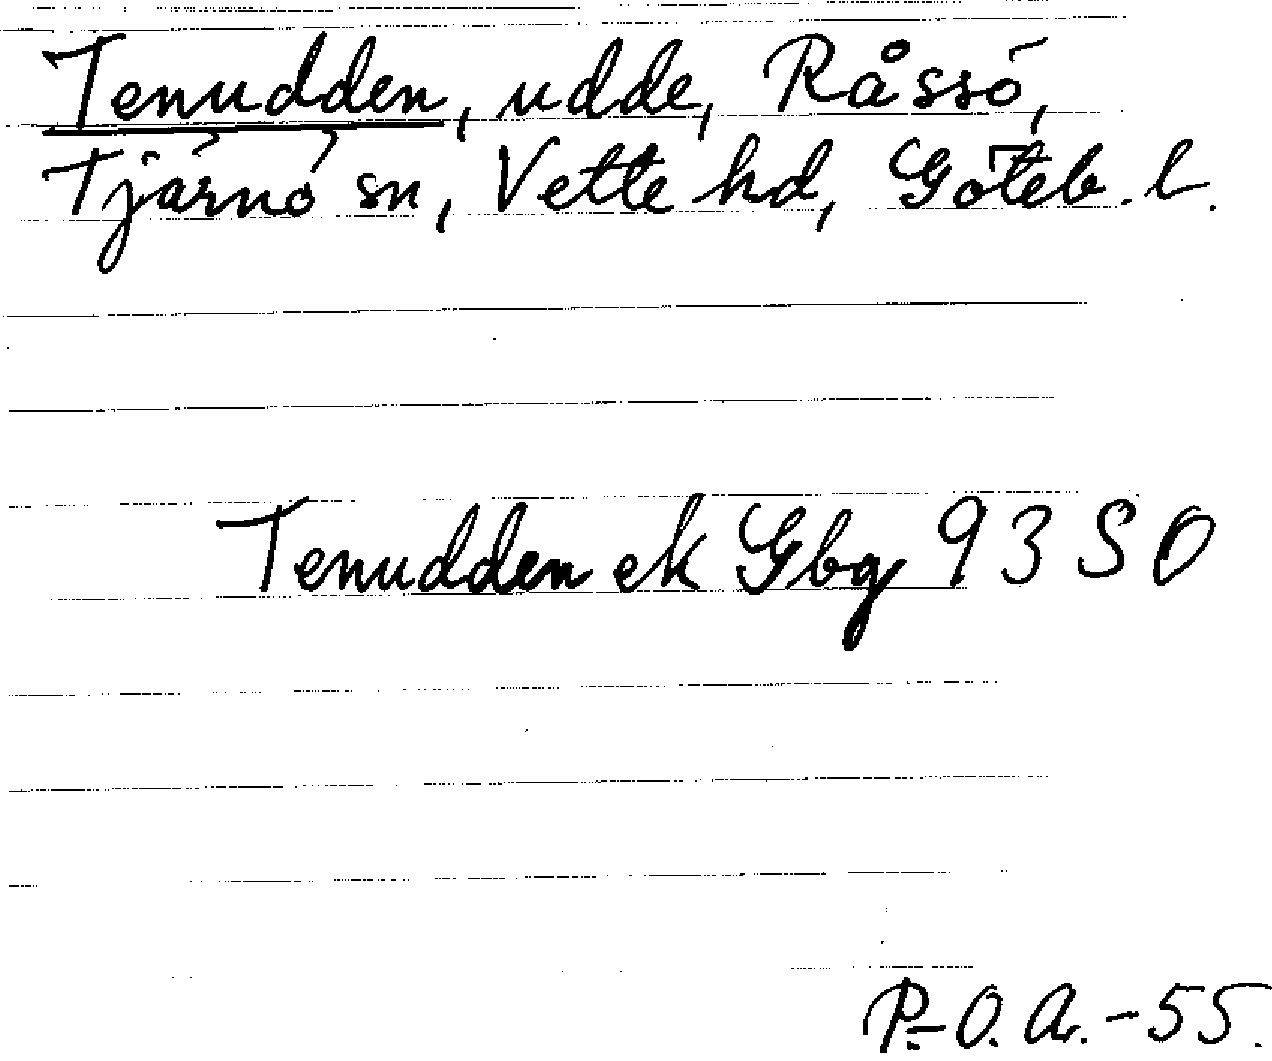 Tenudden, udde, Råssö,
Tjärnö sn, Vette hd, Göteb. l.
Tenudden ek Gbg 93 SO
P.-O. A. -55.